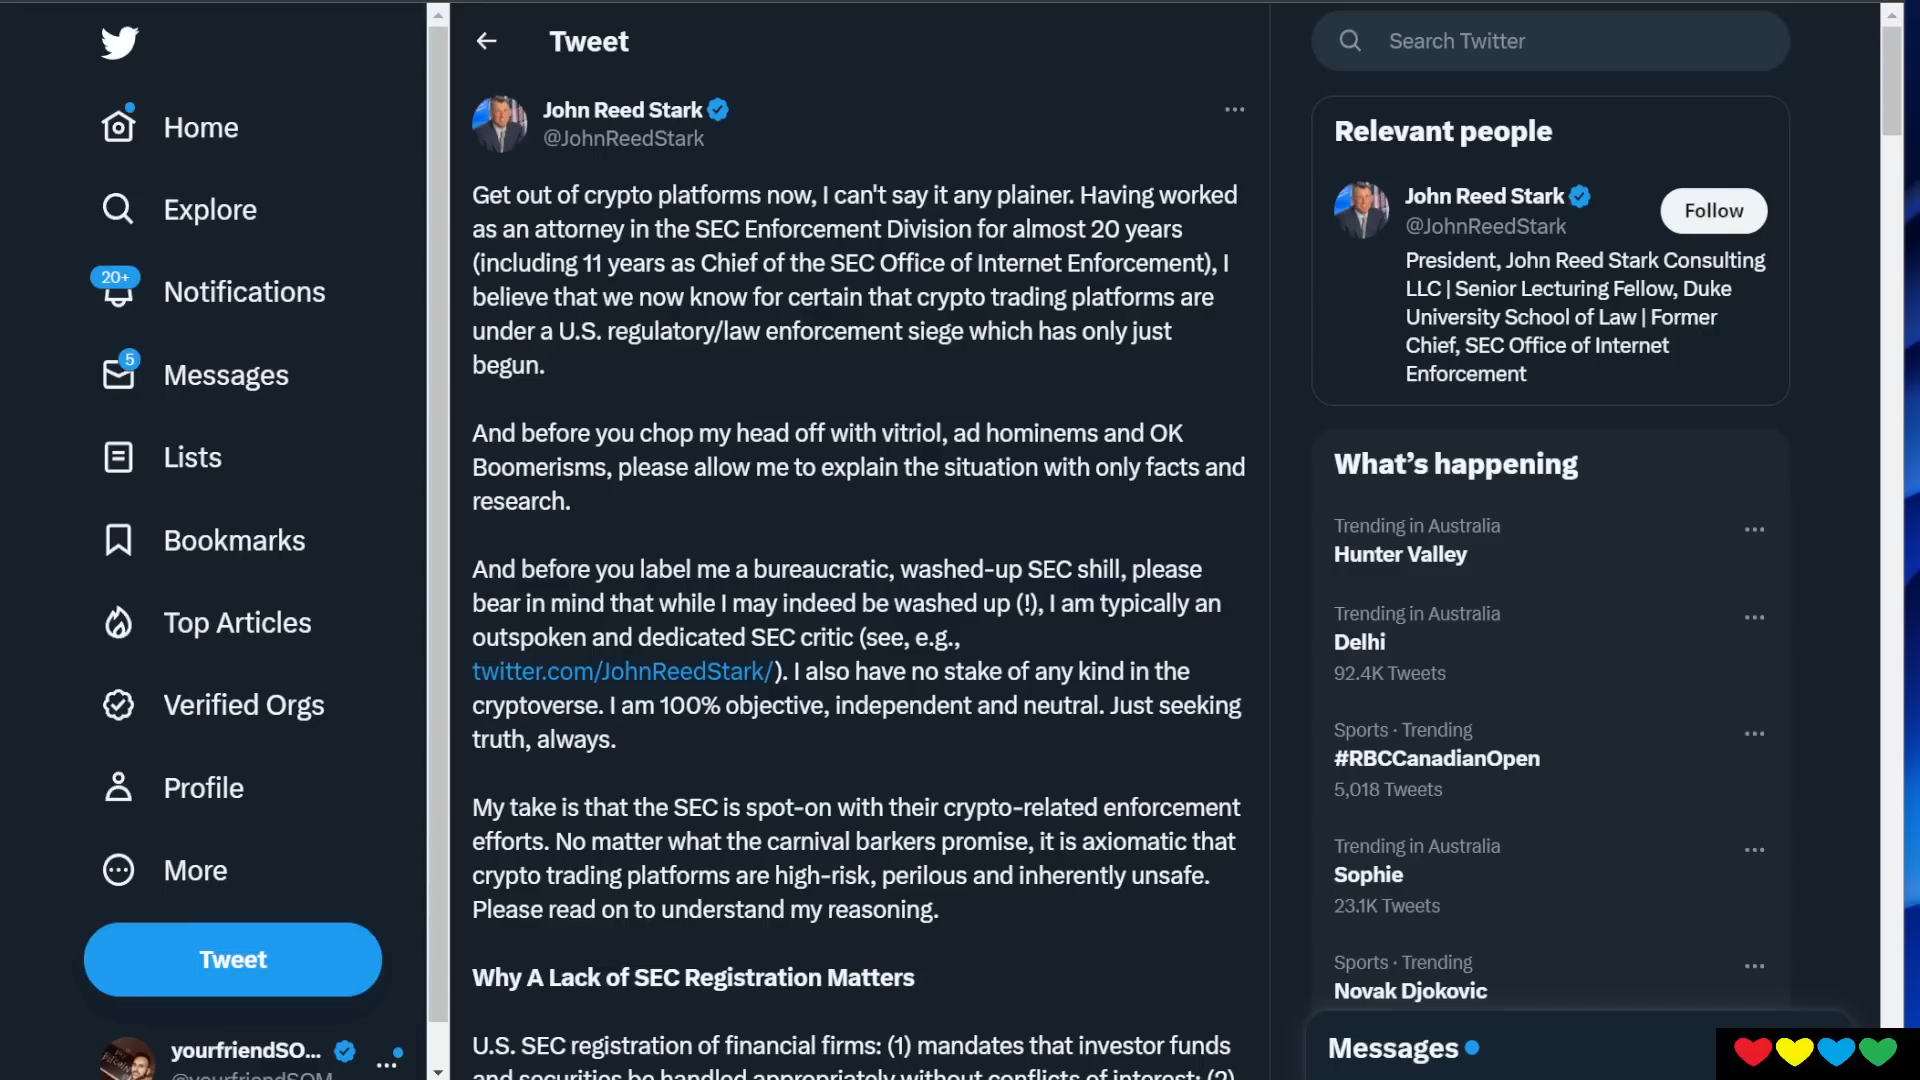 Home
Explore
20+
Notifications
5
Messages
Lists
Bookmarks
Top Articles
Verified Orgs
Profile
More
Tweet
yourfriendSO...
@yourfriendSOM
Tweet
John Reed Stark
@JohnReedStark
Get out of crypto platforms now, I can't say it any plainer. Having worked
as an attorney in the SEC Enforcement Division for almost 20 years
(including 11 years as Chief of the SEC Office of Internet Enforcement), I
believe that we now know for certain that crypto trading platforms are
under a U.S. regulatory/law enforcement siege which has only just
begun.
And before you chop my head off with vitriol, ad hominems and OK
Boomerisms, please allow me to explain the situation with only facts and
research.
And before you label me a bureaucratic, washed-up SEC shill, please
bear in mind that while I may indeed be washed up (!), I am typically an
outspoken and dedicated SEC critic (see, e.g.,
twitter.com/JohnReedStark/). I also have no stake of any kind in the
cryptoverse. I am 100% objective, independent and neutral. Just seeking
truth, always.
My take is that the SEC is spot-on with their crypto-related enforcement
efforts. No matter what the carnival barkers promise, it is axiomatic that
crypto trading platforms are high-risk, perilous and inherently unsafe.
Please read on to understand my reasoning.
Why A Lack of SEC Registration Matters
U.S. SEC registration of financial firms: (1) mandates that investor funds
and securities be handled appropriately without conflicts of interest; (2)
Search Twitter
Relevant people
John Reed Stark
@JohnReedStark
Follow
President, John Reed Stark Consulting
LLC | Senior Lecturing Fellow, Duke
University School of Law | Former
Chief, SEC Office of Internet
Enforcement
What's happening
Trending in Australia
Hunter Valley
Trending in Australia
Delhi
92.4K Tweets
Sports · Trending
#RBCCanadianOpen
5,018 Tweets
Trending in Australia
Sophie
23.1K Tweets
Sports · Trending
Novak Djokovic
Messages